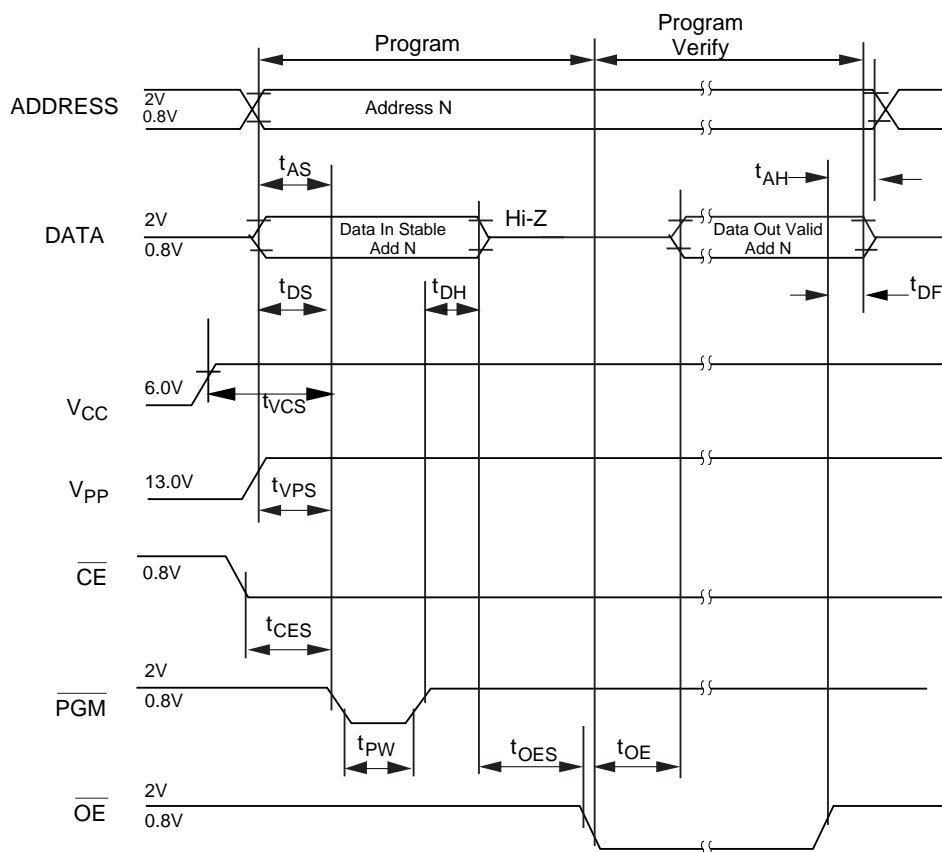 Program
Program
Verify
ADDRESS
2V
0.8V
Address N
tAS
tAH
DATA
2V
0.8V
Data In Stable
Add N
Hi-Z
Data Out Valid
Add N
tDS
tDH
tDF
VCC
6.0V
tVCS
VPP
13.0V
tVPS
CE
0.8V
tCES
PGM
2V
0.8V
tPW
tOES
tOE
OE
2V
0.8V